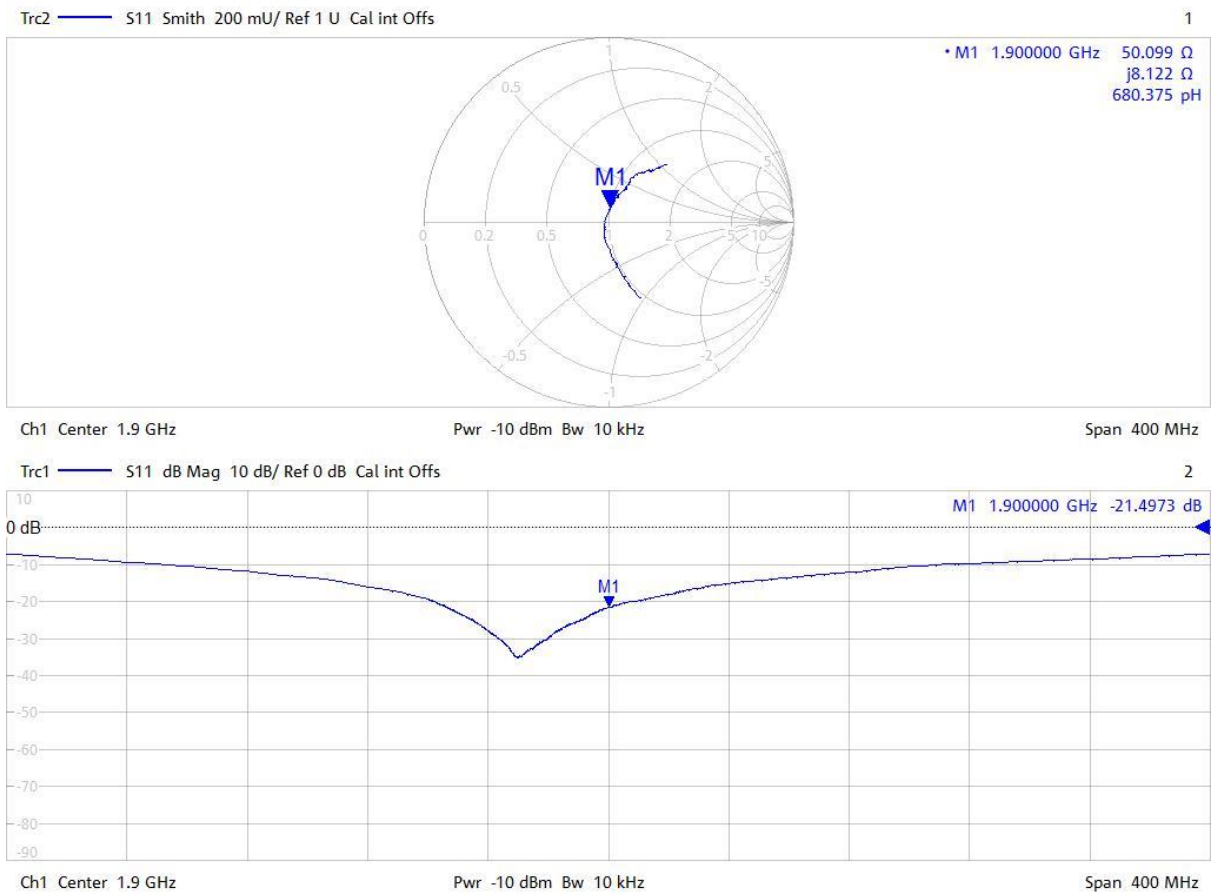 Trc2 S11 Smith 200 mU/ Ref 1 U Cal int Offs 1
• M1 1.900000 GHz 50.099 Ω
j8.122 Ω
680.375 pH
1
0.5
2
5
M1
0 0.2 0.5 1 2 5 10
-5
-0.5
-2
-1
Ch1 Center 1.9 GHz Pwr -10 dBm Bw 10 kHz Span 400 MHz
Trc1 S11 dB Mag 10 dB/ Ref 0 dB Cal int Offs 2
10
M1 1.900000 GHz -21.4973 dB
0 dB
-10
M1
-20
-30
-40
-50
-60
-70
-80
-90
Ch1 Center 1.9 GHz Pwr -10 dBm Bw 10 kHz Span 400 MHz